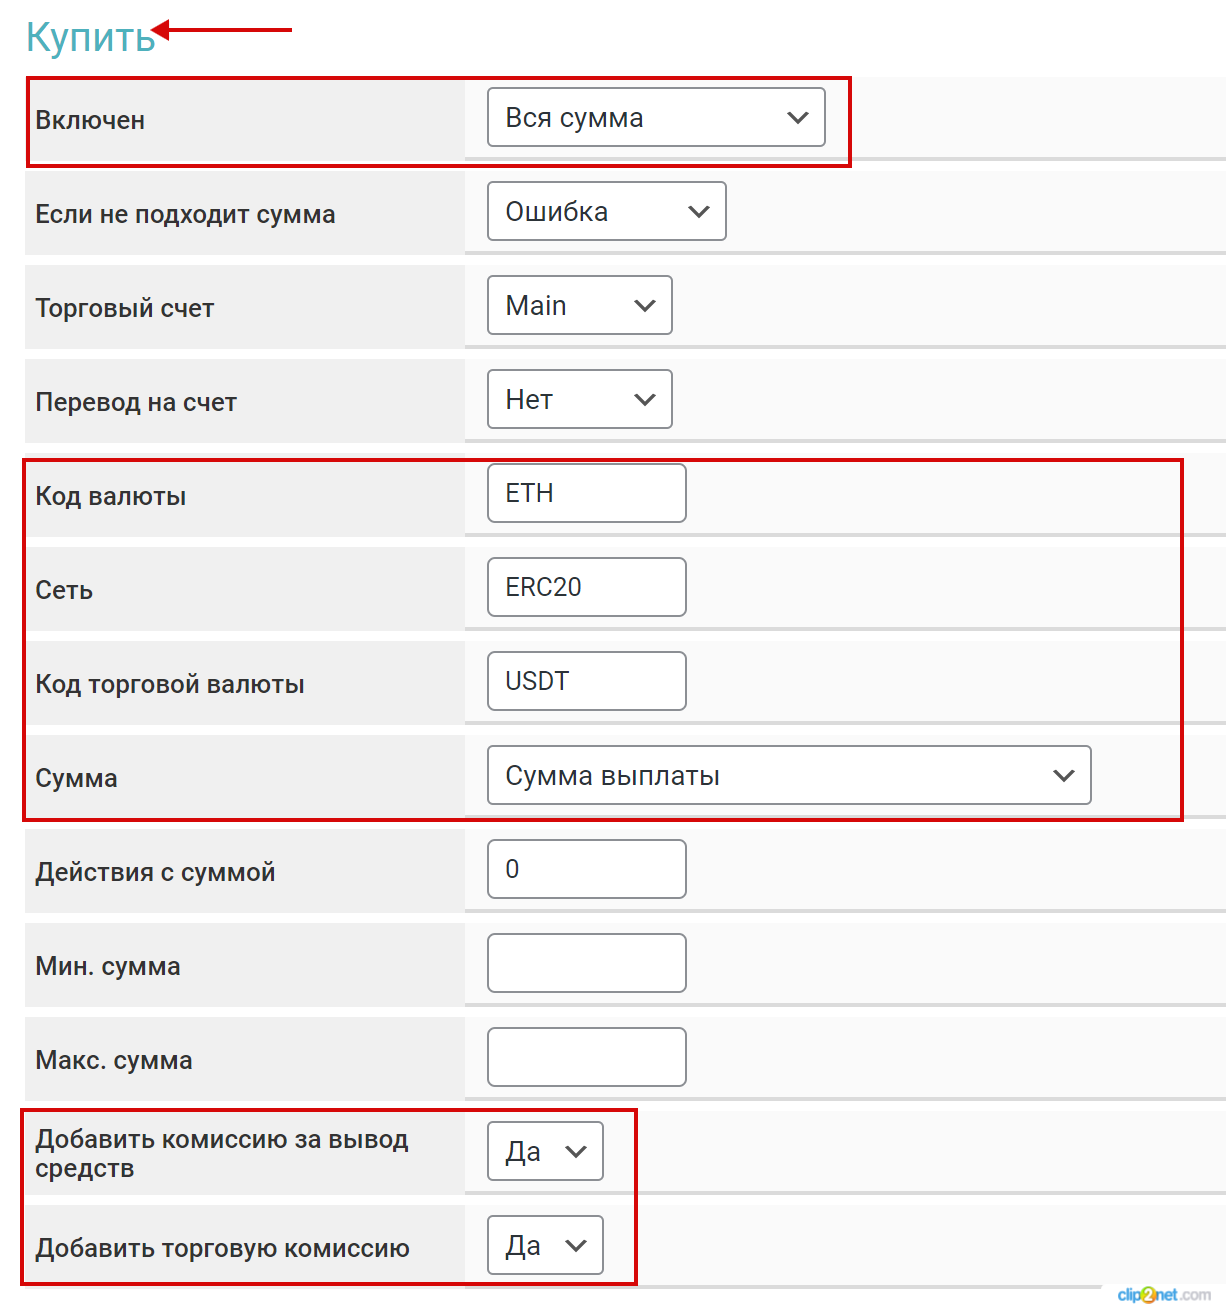 Купить
Включен
Вся сумма
Если не подходит сумма
Ошибка
Торговый счет
Main
Перевод на счет
Нет
Код валюты
ETH
Сеть
ERC20
Код торговой валюты
USDT
Сумма
Сумма выплаты
Действия с суммой
0
Мин. сумма
Макс. сумма
Добавить комиссию за вывод
средств
Да
Добавить торговую комиссию
Да
clip2net.com